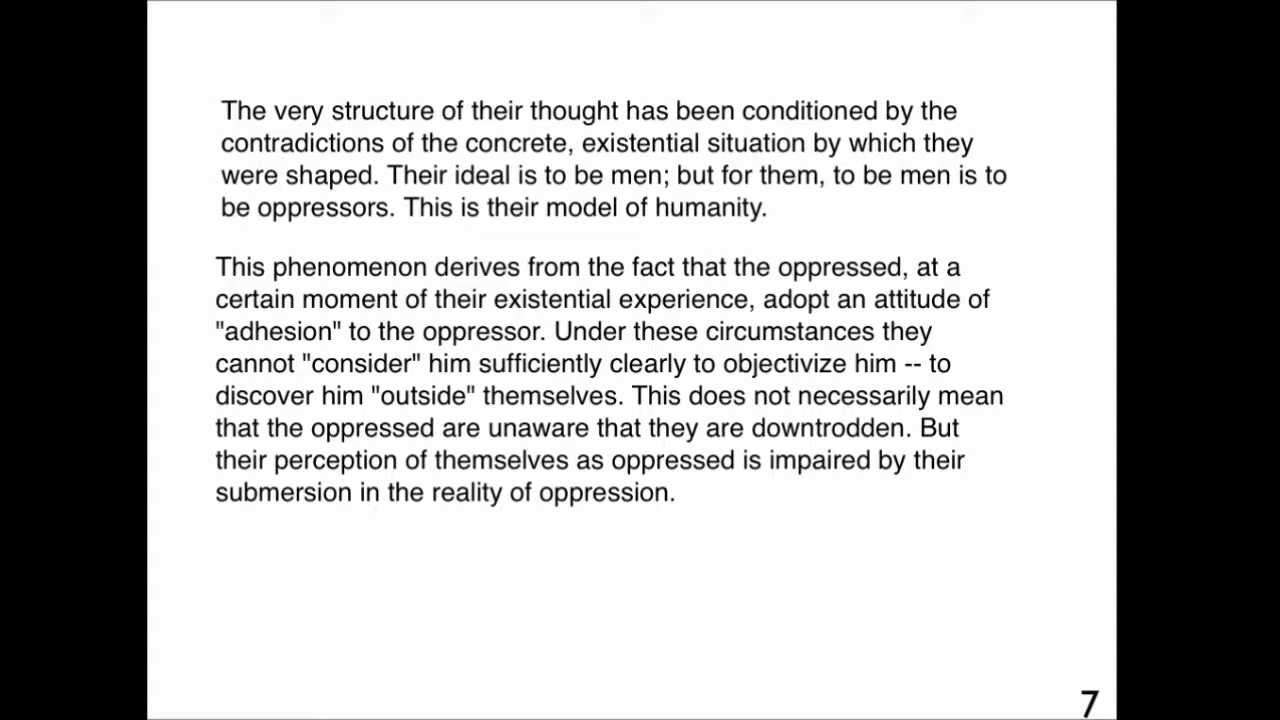 The very structure of their thought has been conditioned by the
contradictions of the concrete, existential situation by which they
were shaped. Their ideal is to be men; but for them, to be men is to
be oppressors. This is their model of humanity.
This phenomenon derives from the fact that the oppressed, at a
certain moment of their existential experience, adopt an attitude of
"adhesion" to the oppressor. Under these circumstances they
cannot "consider" him sufficiently clearly to objectivize him -- to
discover him "outside" themselves. This does not necessarily mean
that the oppressed are unaware that they are downtrodden. But
their perception of themselves as oppressed is impaired by their
submersion in the reality of oppression.
7